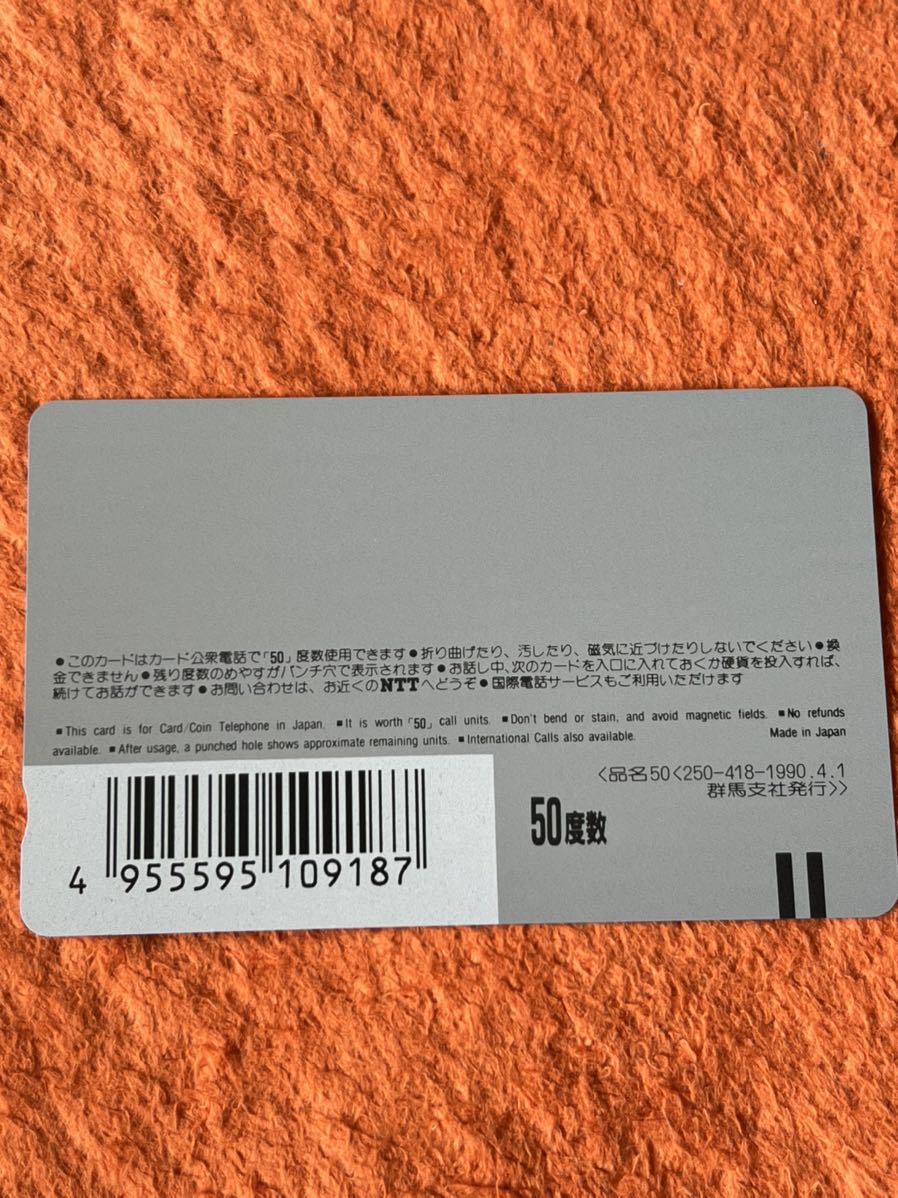 ●このカードはカード公衆電話で「50」度数使用できます●折り曲げたり、汚したり、磁気に近づけたりしないでください●換
金できません●残り度数のめやすがパンチ穴で表示されます●お話し中、次のカードを入口に入れておくか硬貨を投入すれば、
続けてお話ができます●お問い合わせは、お近くのNTTへどうぞ●国際電話サービスもご利用いただけます
■This card is for Card/Coin Telephone in Japan. ■It is worth「50」call units. ■Don't bend or stain, and avoid magnetic fields. ■No refunds
available. ■After usage, a punched hole shows approximate remaining units. ■International Calls also available. Made in Japan
<品名50<250-418-1990.4.1
群馬支社発行>>
50度数
4 955595 109187